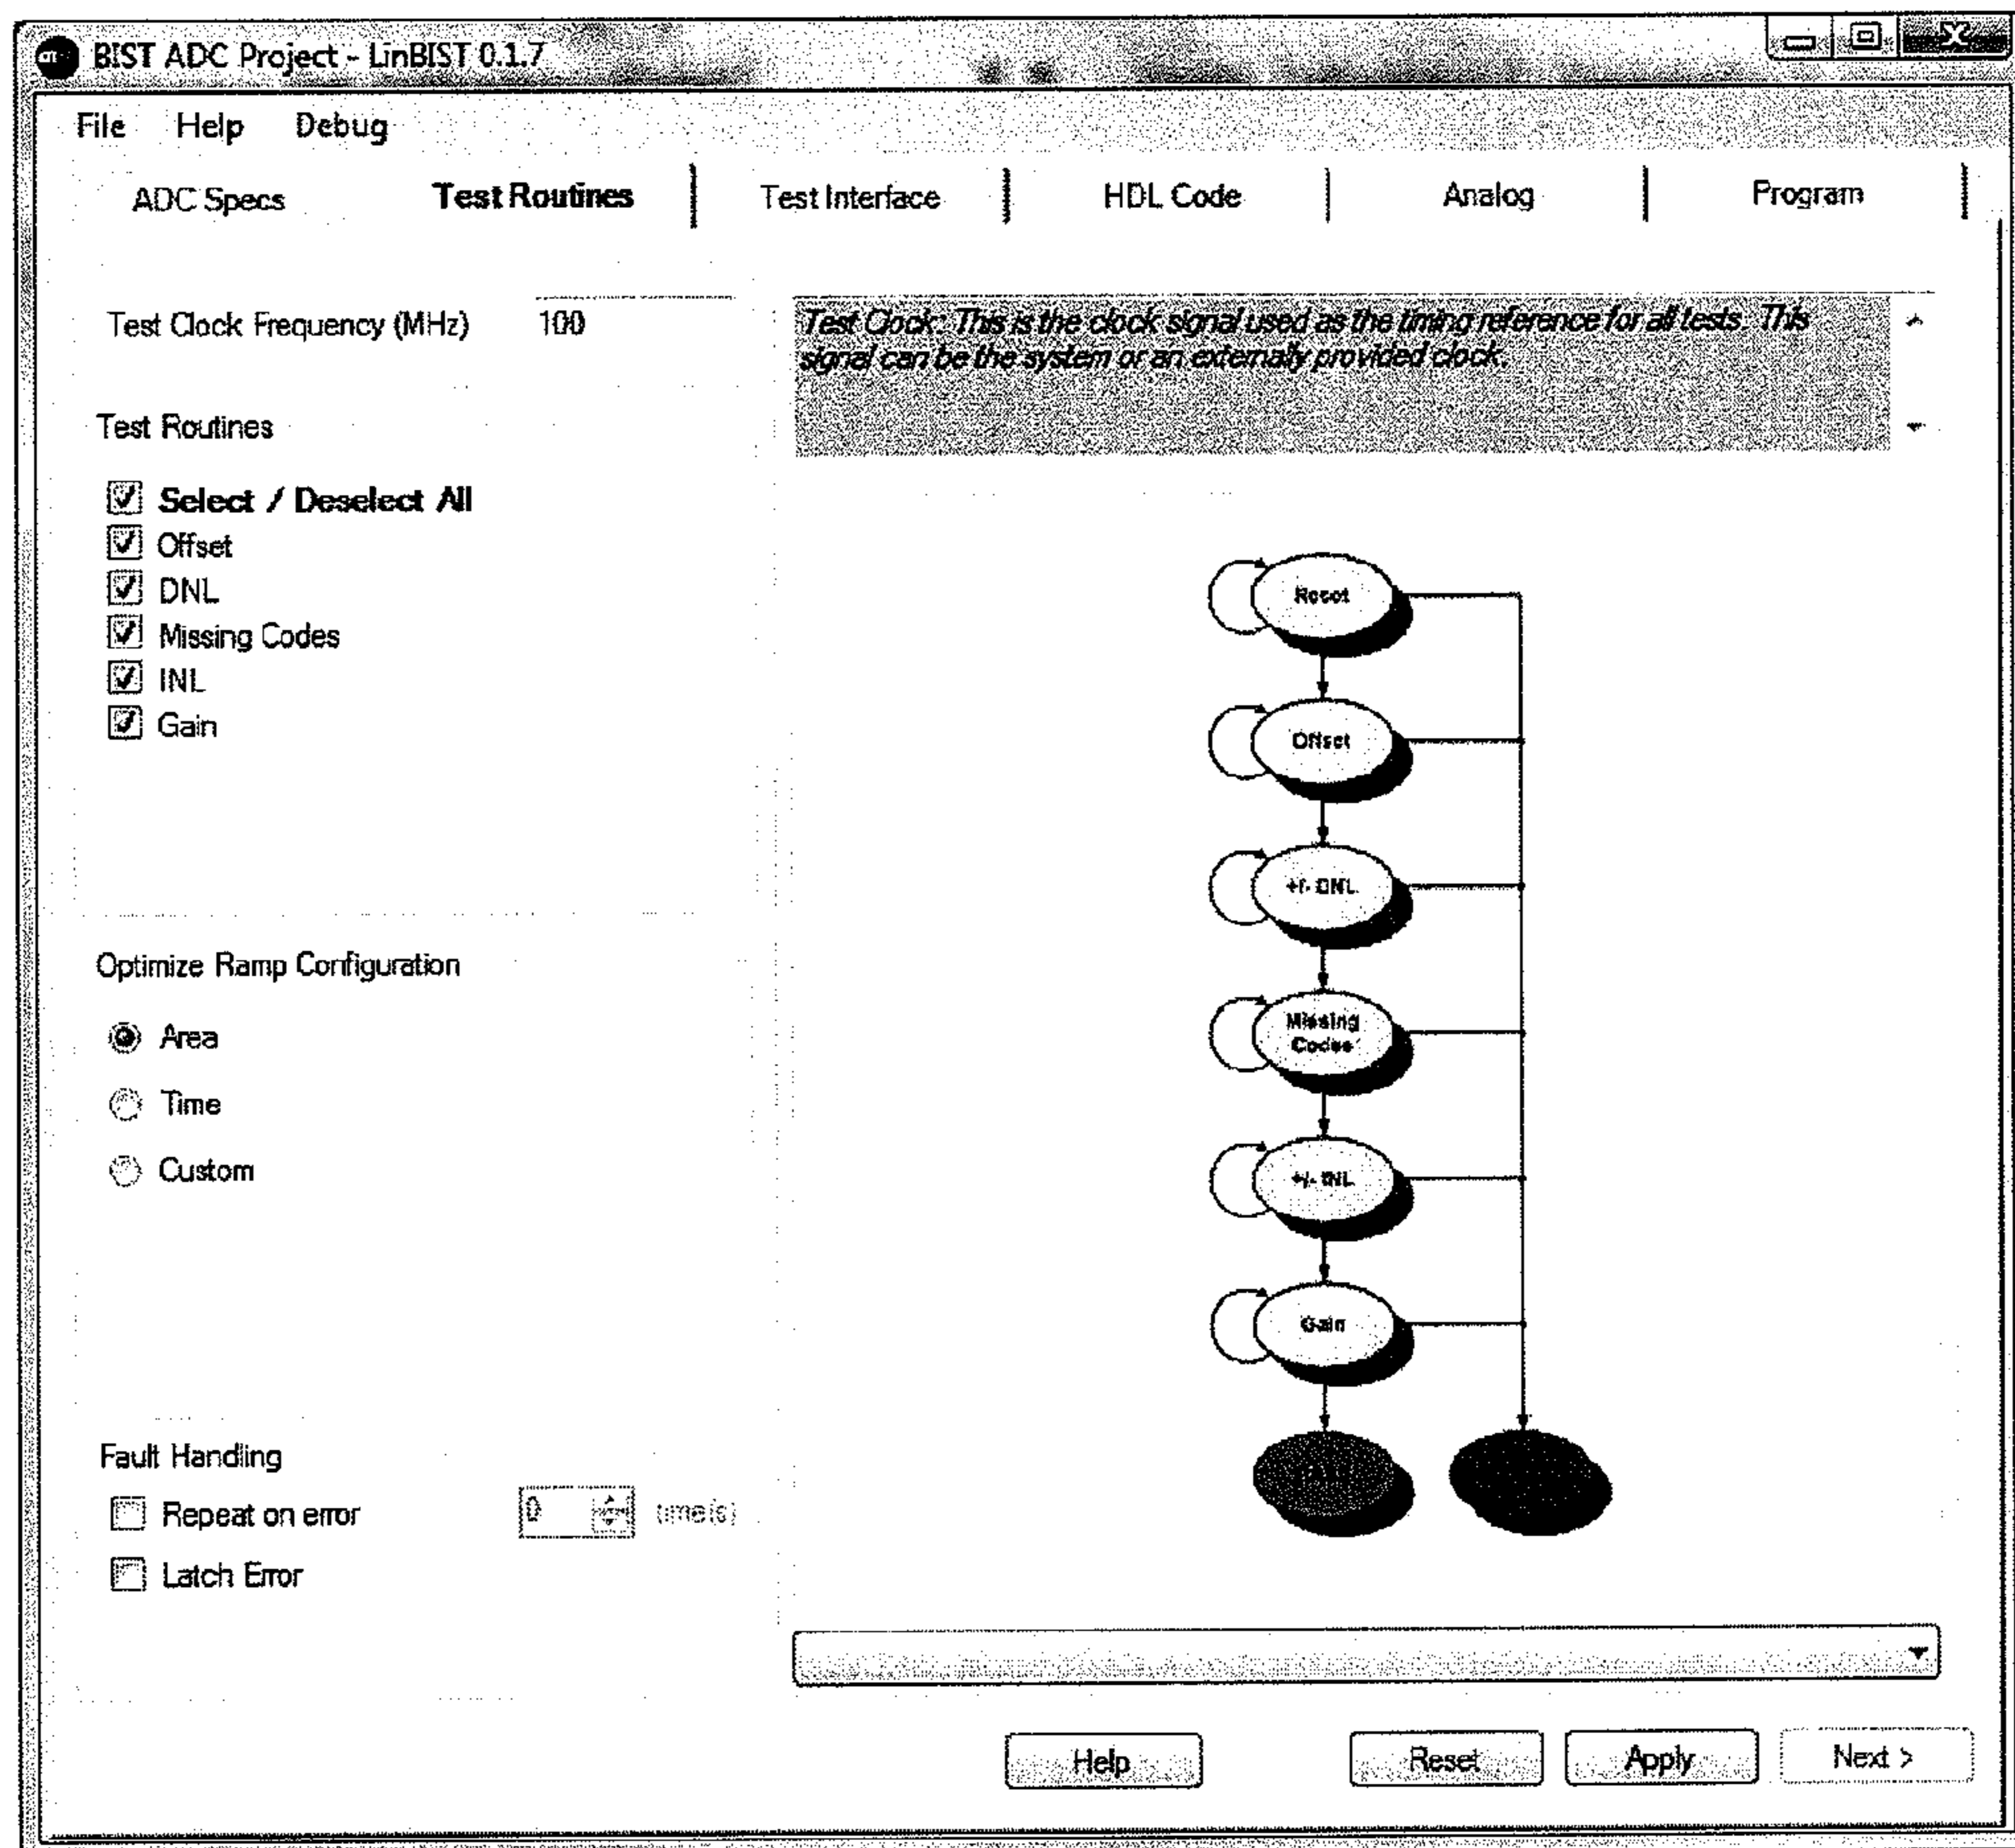 BIST ADC Project - LinBIST 0.1.7
File Help Debug
ADC Specs Test Routines Test Interface HDL Code Analog Program
Test Clock Frequency (MHz) 100
Test Clock: This is the clock signal used as the timing reference for all tests. This
signal can be the system or an externally provided clock.
Test Routines
Select / Deselect All
Offset
DNL
Missing Codes
INL
Gain
Optimize Ramp Configuration
Area
Time
Custom
Fault Handling
Repeat on error 0 time(s)
Latch Error
Reset
Offset
+/- DNL
Missing
Codes
+/- INL
Gain
Help Reset Apply Next >